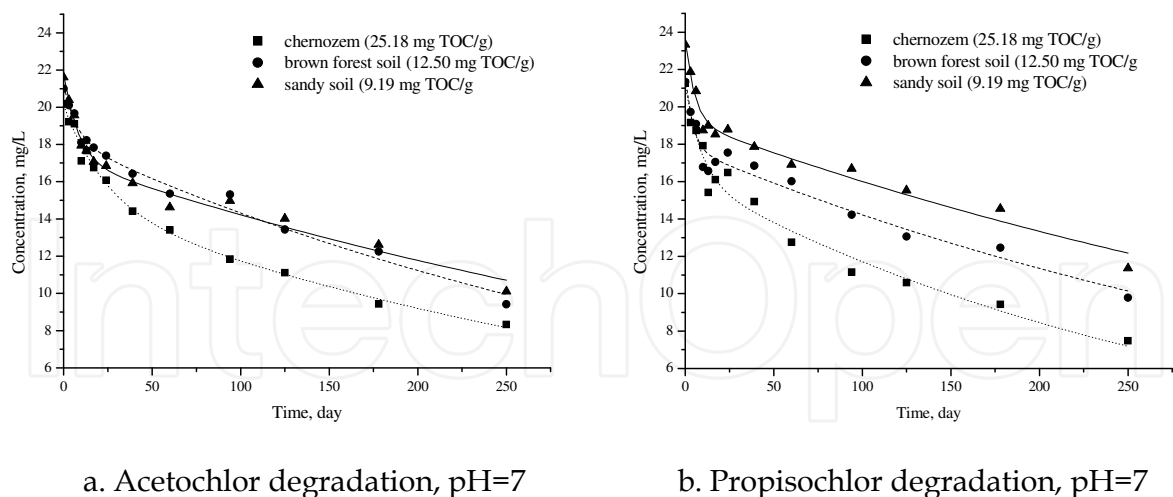 24
22
20
18
16
14
12
10
8
6
Concentration, mg/L
chernozem (25.18 mg TOC/g)
brown forest soil (12.50 mg TOC/g)
sandy soil (9.19 mg TOC/g
0 50 100 150 200 250
Time, day
a. Acetochlor degradation, pH=7
24
22
20
18
16
14
12
10
8
6
Concentration, mg/L
chernozem (25.18 mg TOC/g)
brown forest soil (12.50 mg TOC/g
sandy soil (9.19 mg TOC/g)
0 50 100 150 200 250
Time, day
b. Propisochlor degradation, pH=7
IntechOpen